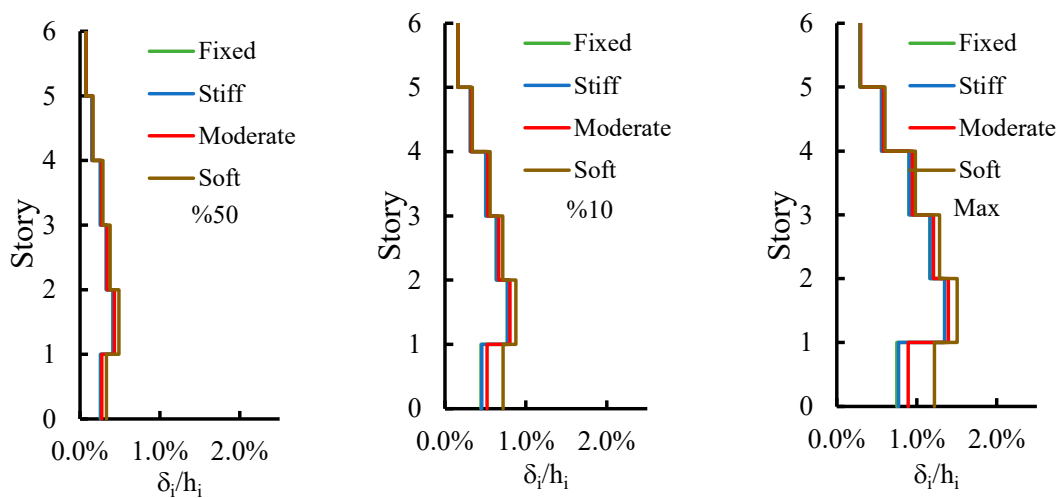 Story
6
5
4
3
2
1
0
Fixed
Stiff
Moderate
Soft
%50
0.0% 1.0% 2.0%
δi/hi
Story
6
5
4
3
2
1
0
Fixed
Stiff
Moderate
Soft
%10
0.0% 1.0% 2.0%
δi/hi
Story
6
5
4
3
2
1
0
Fixed
Stiff
Moderate
Soft
Max
0.0% 1.0% 2.0%
δi/hi